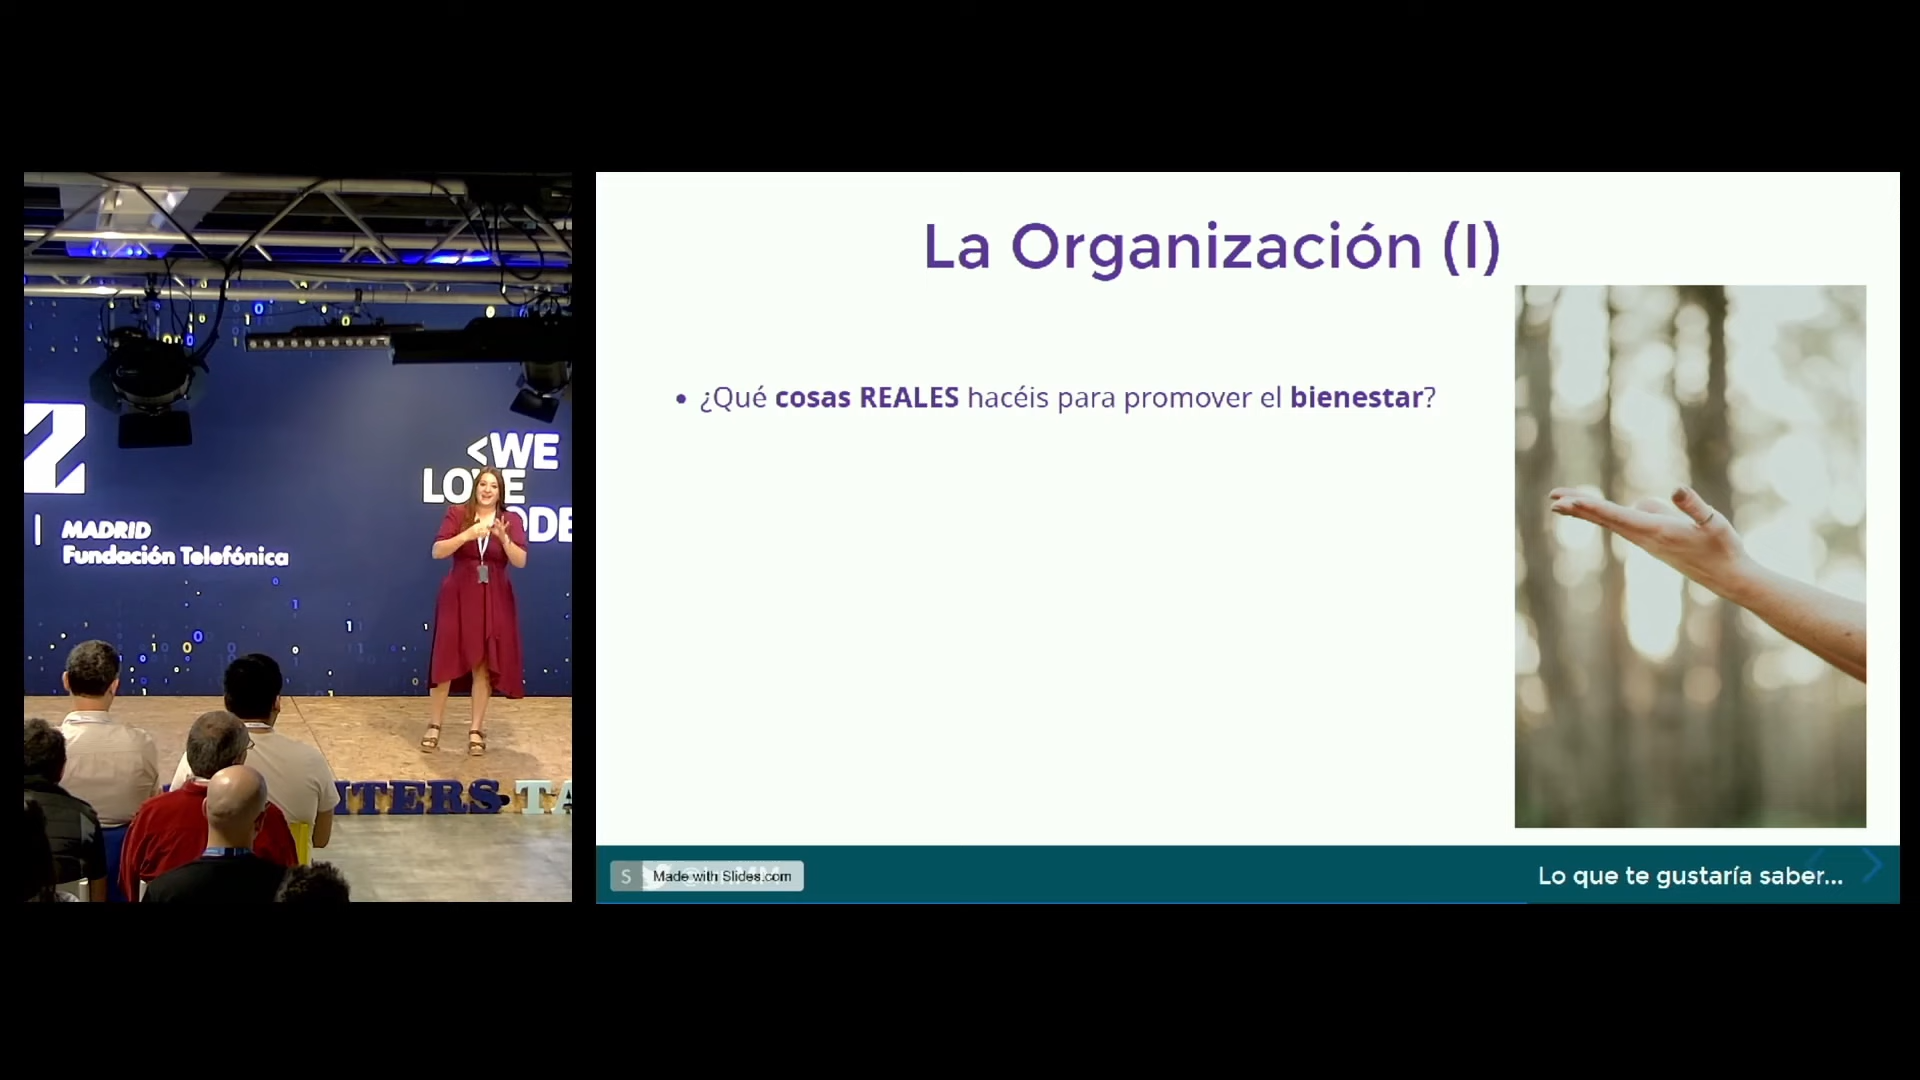 <WE
LOVE
MADRID
Fundación Telefónica
La Organización (I)
• ¿Qué cosas REALES hacéis para promover el bienestar?
S Made with Slides.com
Lo que te gustaría saber...